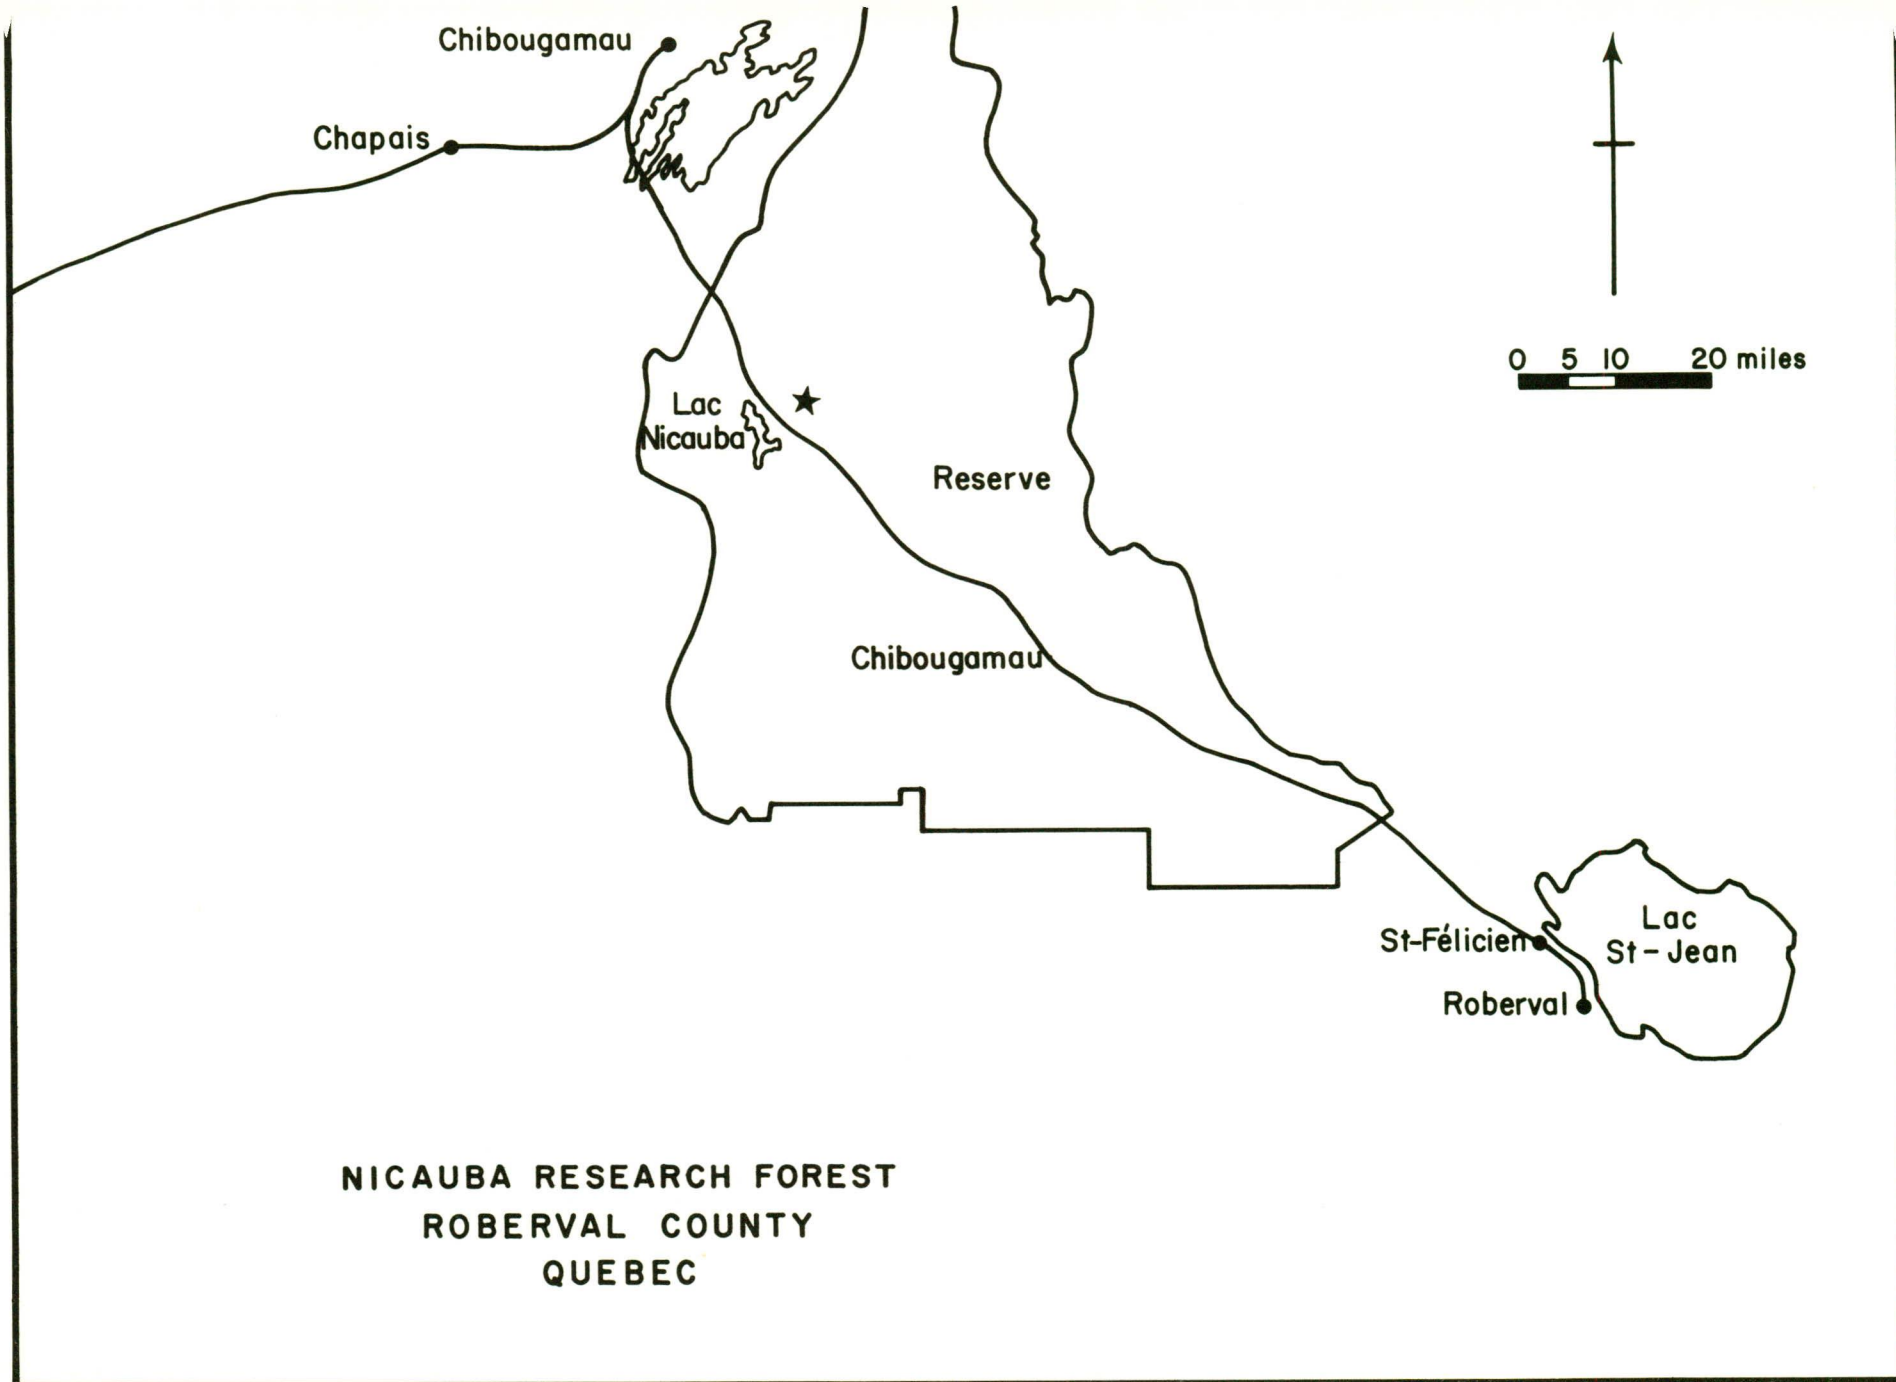 Chibougamau
Chapais
0 5 10 20 miles
Lac
Nicauba
Reserve
Chibougamau
Lac
St-Jean
St-Félicien
Roberval
NICAUBA RESEARCH FOREST
ROBERVAL COUNTY
QUEBEC